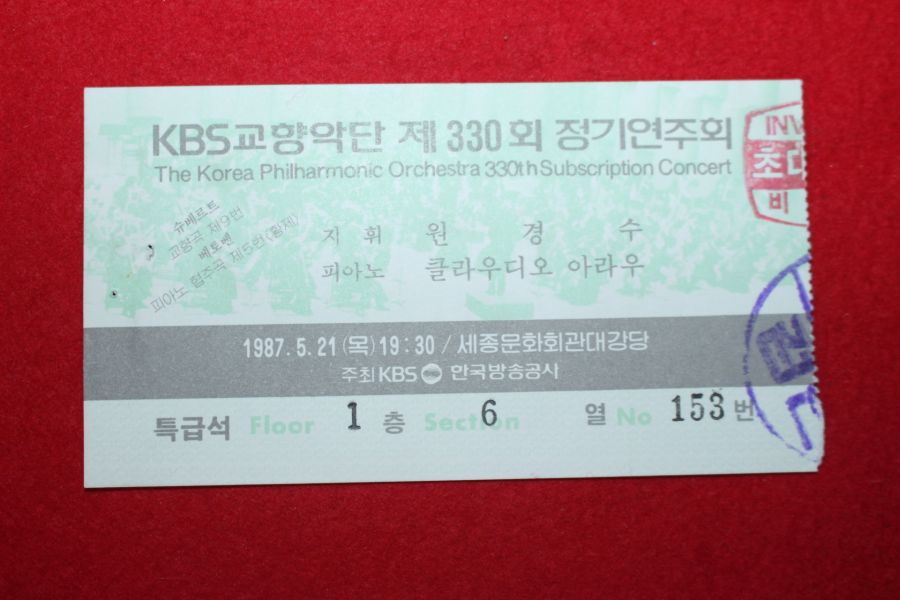 KBS교향악단 제 330 회 정기연주회
The Korea Philharmonic Orchestra 330th Subscription Concert
INV
초대
비
슈베르트
교향곡 제9번
베토벤
피아노 협주곡 제5번(황제)
지 휘 원 경 수
피아노 클라우디오 아라우
1987. 5. 21 (목) 19 : 30 / 세종문화회관대강당
주최 KBS 한국방송공사
특급석 Floor 1 층 Section 6 열 No 153 번